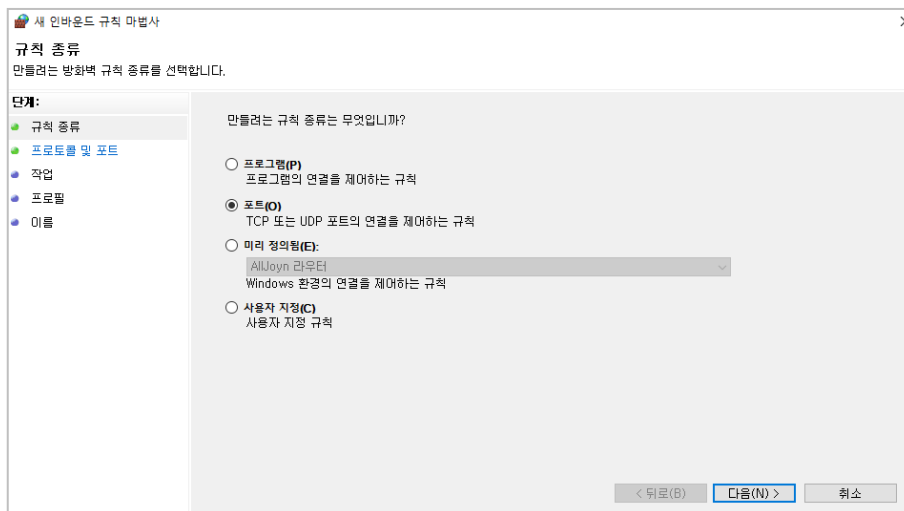 새 인바운드 규칙 마법사
규칙 종류
만들려는 방화벽 규칙 종류를 선택합니다.
단계:
규칙 종류
프로토콜 및 포트
작업
프로필
이름
만들려는 규칙 종류는 무엇입니까?
프로그램(P)
프로그램의 연결을 제어하는 규칙
포트(O)
TCP 또는 UDP 포트의 연결을 제어하는 규칙
미리 정의됨(E):
AllJoyn 라우터
Windows 환경의 연결을 제어하는 규칙
사용자 지정(C)
사용자 지정 규칙
< 뒤로(B) 다음(N) > 취소